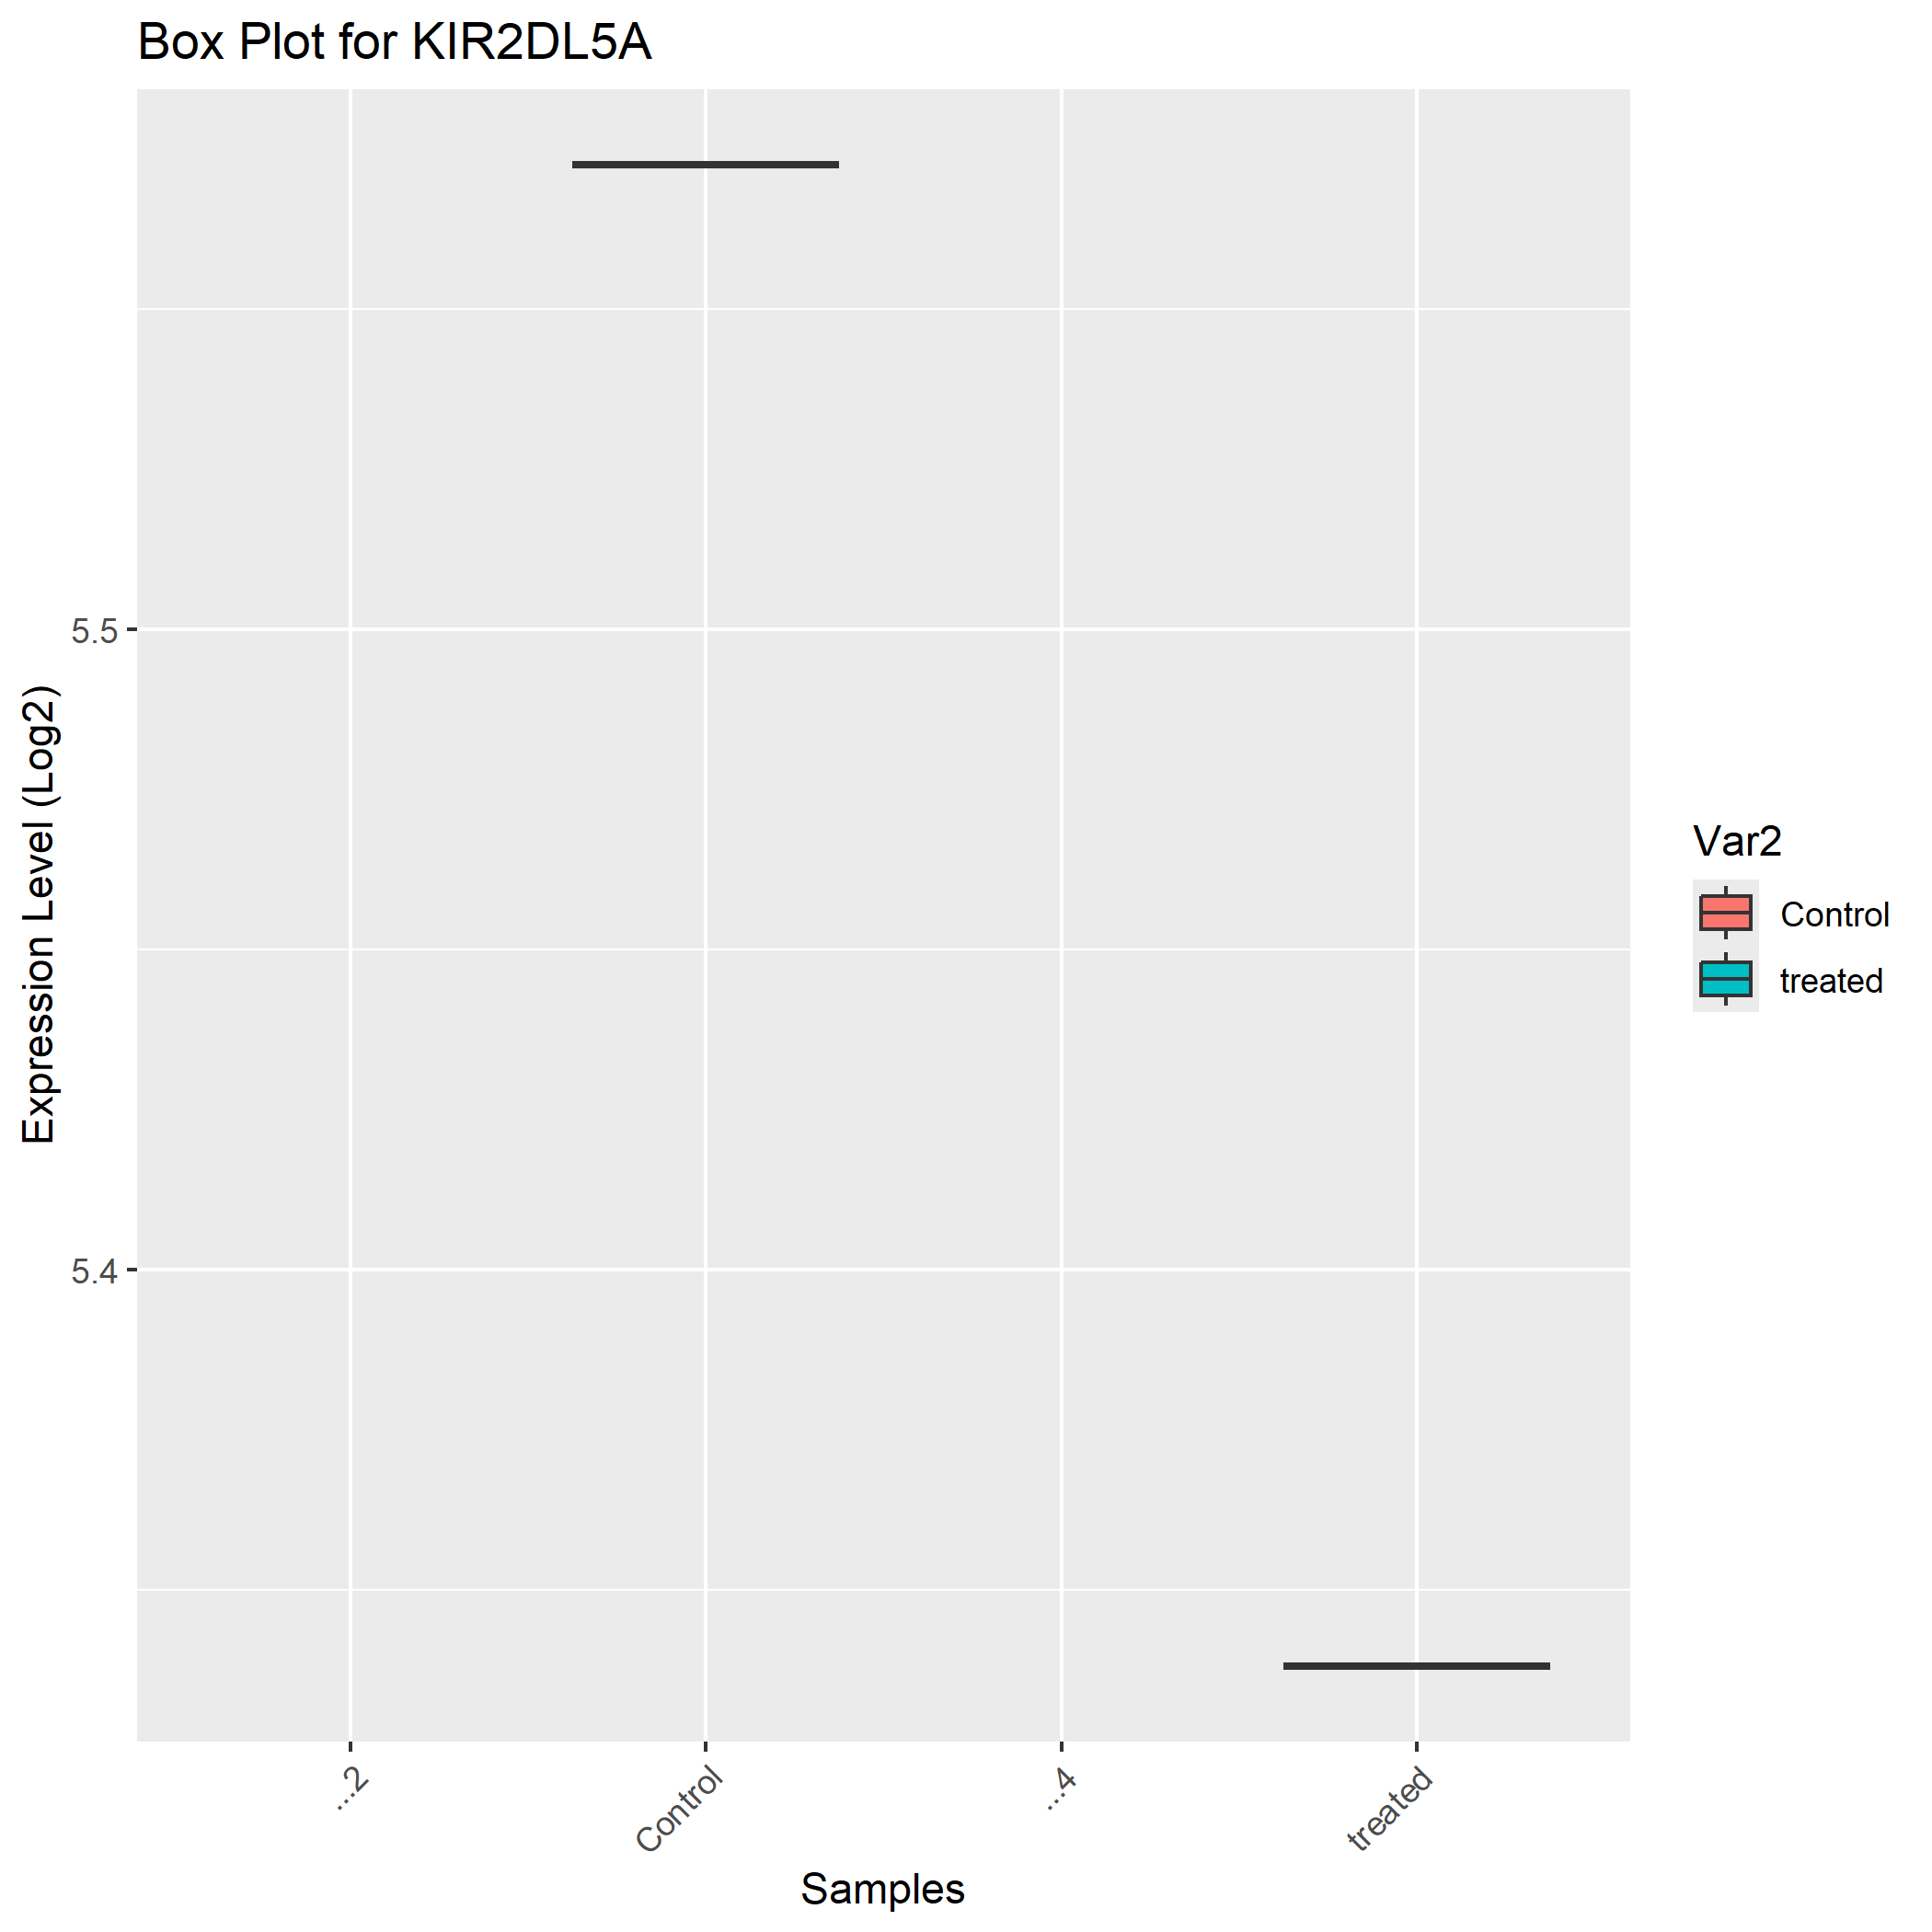 Box Plot for KIR2DL5A
Expression Level (Log2)
5.5
5.4
...2
Control
...4
treated
Samples
Var2
Control
treated